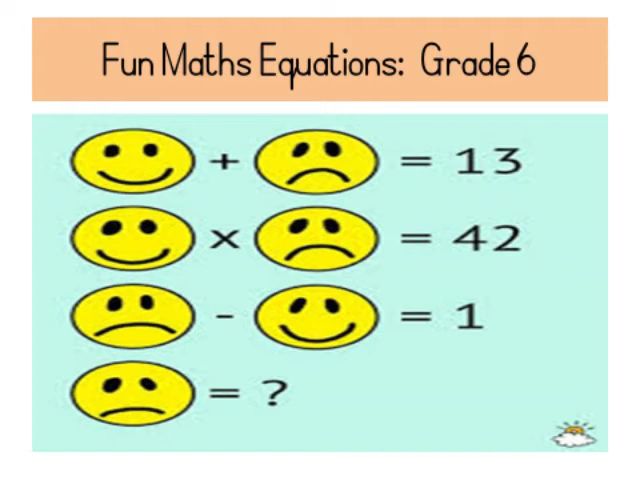 Fun Maths Equations: Grade 6
+ = 13
x = 42
- = 1
= ?